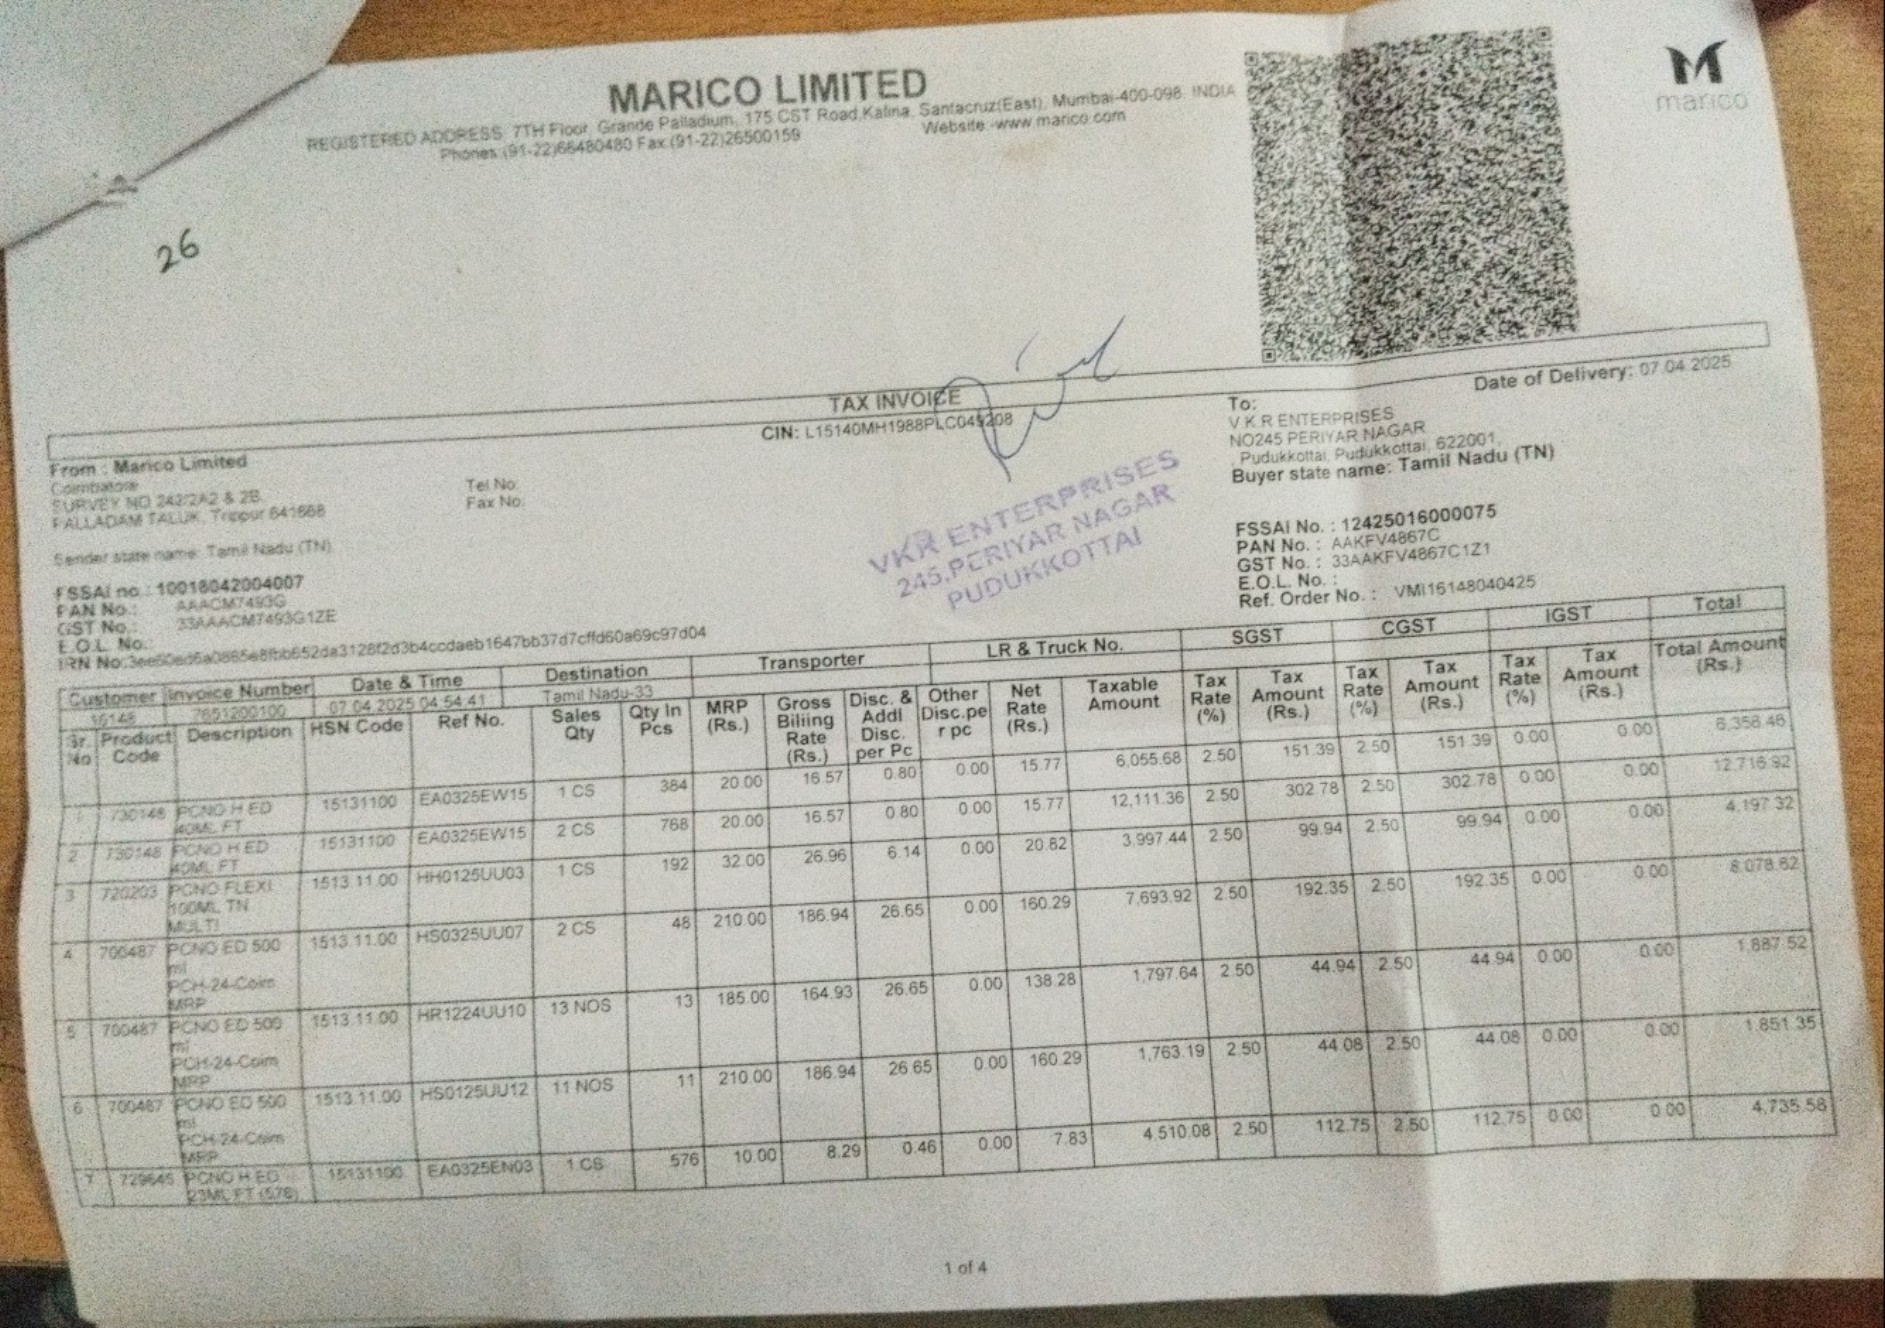 MARICO LIMITED
REGISTERED ADDRESS 7TH Floor, Grande Palladium, 175 CST Road,Kalina, Santacruz(East), Mumbai-400-098, INDIA
Phones:(91-22)66480480 Fax:(91-22)26500159 Website:-www.marico.com
marico
26
TAX INVOICE
CIN: L15140MH1988PLC045208
Date of Delivery: 07.04.2025
From : Marico Limited
Coimbatore
SURVEY NO 242/2A2 & 2B,
PALLADAM TALUK, Trippur 641668
Tel No:
Fax No:
Sender state name: Tamil Nadu (TN)
FSSAI no : 10018042004007
PAN No.: AAACM7493G
GST No.: 33AAACM7493G1ZE
E.O.L. No.:
IRN No:
To:
V K R ENTERPRISES
NO245 PERIYAR NAGAR
, Pudukkottai, Pudukkottai, 622001,
Buyer state name: Tamil Nadu (TN)
FSSAI No. : 12425016000075
PAN No. : AAKFV4867C
GST No. : 33AAKFV4867C1Z1
E.O.L. No. :
Ref. Order No. : VMI16148040425
VKR ENTERPRISES
245,PERIYAR NAGAR
PUDUKKOTTAI
Customer Invoice Number Date & Time Destination Transporter LR & Truck No. SGST CGST IGST Total
16148 7651200100 07.04.2025 04:54:41 Tamil Nadu-33
Sr. No Product Code Description HSN Code Ref No. Sales Qty Qty In Pcs MRP (Rs.) Gross Biliing Rate (Rs.) Disc. & Addl Disc. per Pc Other Disc.pe r pc Net Rate (Rs.) Taxable Amount Tax Rate (%) Tax Amount (Rs.) Tax Rate (%) Tax Amount (Rs.) Tax Rate (%) Tax Amount (Rs.) Total Amount (Rs.)
1 730148 PCNO H ED 15131100 EA0325EW15 1 CS 384 20.00 16.57 0.80 0.00 15.77 6,055.68 2.50 151.39 2.50 151.39 0.00 0.00 6,358.46
40ML FT
2 730148 PCNO H ED 15131100 EA0325EW15 2 CS 768 20.00 16.57 0.80 0.00 15.77 12,111.36 2.50 302.78 2.50 302.78 0.00 0.00 12,716.92
40ML FT
3 720203 PCNO FLEXI 1513.11.00 HH0125UU03 1 CS 192 32.00 26.96 6.14 0.00 20.82 3,997.44 2.50 99.94 2.50 99.94 0.00 0.00 4,197.32
100ML TN
MULTI
4 700487 PCNO ED 500 1513.11.00 HS0325UU07 2 CS 48 210.00 186.94 26.65 0.00 160.29 7,693.92 2.50 192.35 2.50 192.35 0.00 0.00 8,078.62
ml
PCH-24-Coim
MRP
5 700487 PCNO ED 500 1513.11.00 HR1224UU10 13 NOS 13 185.00 164.93 26.65 0.00 138.28 1,797.64 2.50 44.94 2.50 44.94 0.00 0.00 1,887.52
ml
PCH-24-Coim
MRP
6 700487 PCNO ED 500 1513.11.00 HS0125UU12 11 NOS 11 210.00 186.94 26.65 0.00 160.29 1,763.19 2.50 44.08 2.50 44.08 0.00 0.00 1,851.35
ml
PCH-24-Coim
MRP
7 729645 PCNO H ED 15131100 EA0325EN03 1 CS 576 10.00 8.29 0.46 0.00 7.83 4,510.08 2.50 112.75 2.50 112.75 0.00 0.00 4,735.58
23ML FT (576)
1 of 4